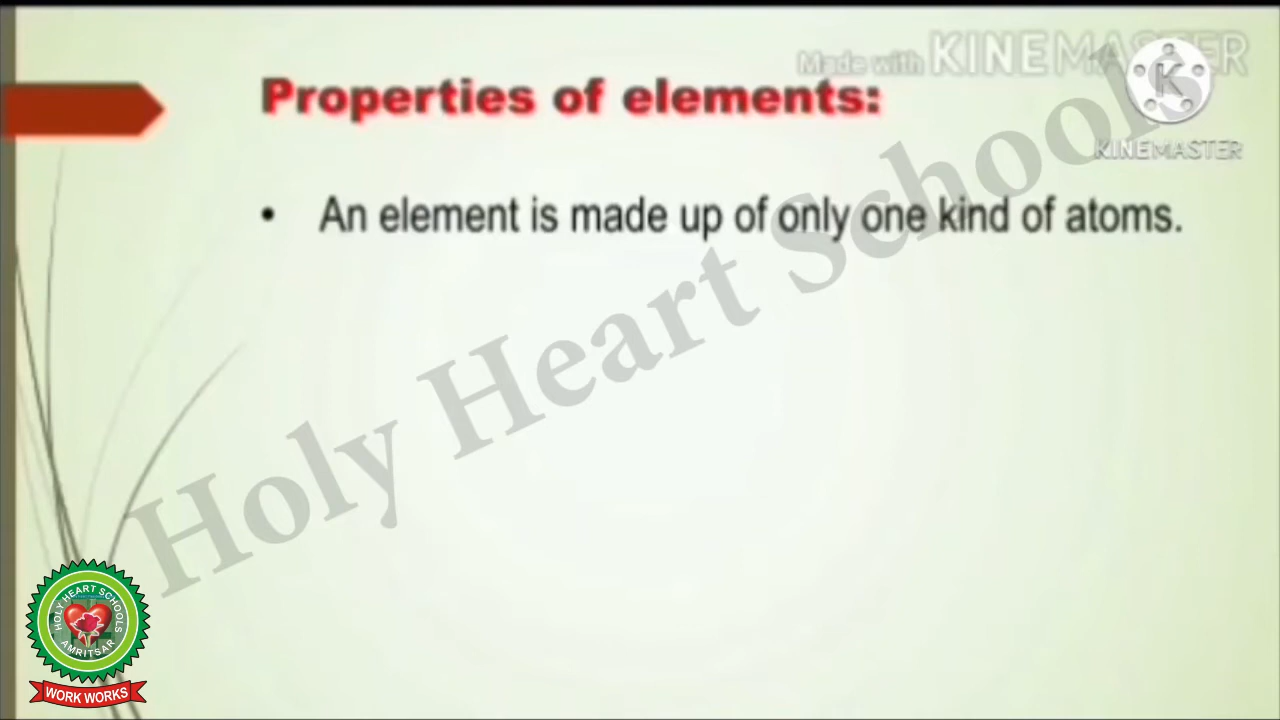 Made with KINEMASTER
KINEMASTER
Properties of elements:
• An element is made up of only one kind of atoms.
Holy Heart Schools
HOLY HEART SCHOOLS
AMRITSAR
WORK WORKS